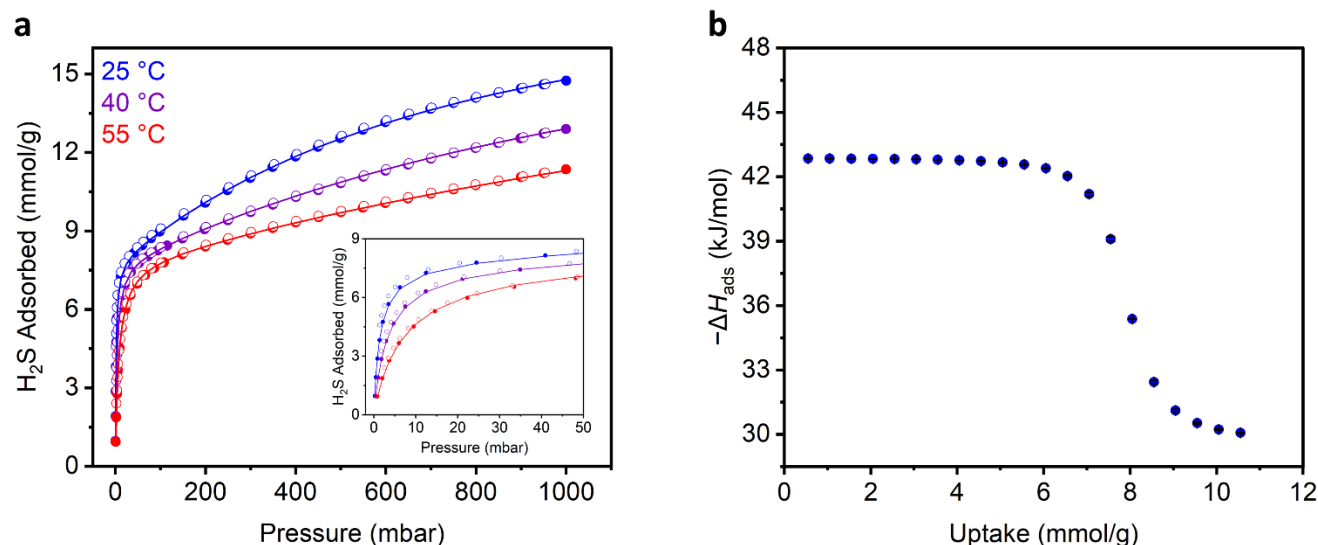 a
25 °C
40 °C
55 °C
H₂S Adsorbed (mmol/g)
15
12
9
6
3
0
0 200 400 600 800 1000
Pressure (mbar)
H₂S Adsorbed (mmol/g)
9
6
3
0
0 10 20 30 40 50
Pressure (mbar)
b
−ΔHads (kJ/mol)
48
45
42
39
36
33
30
0 2 4 6 8 10 12
Uptake (mmol/g)